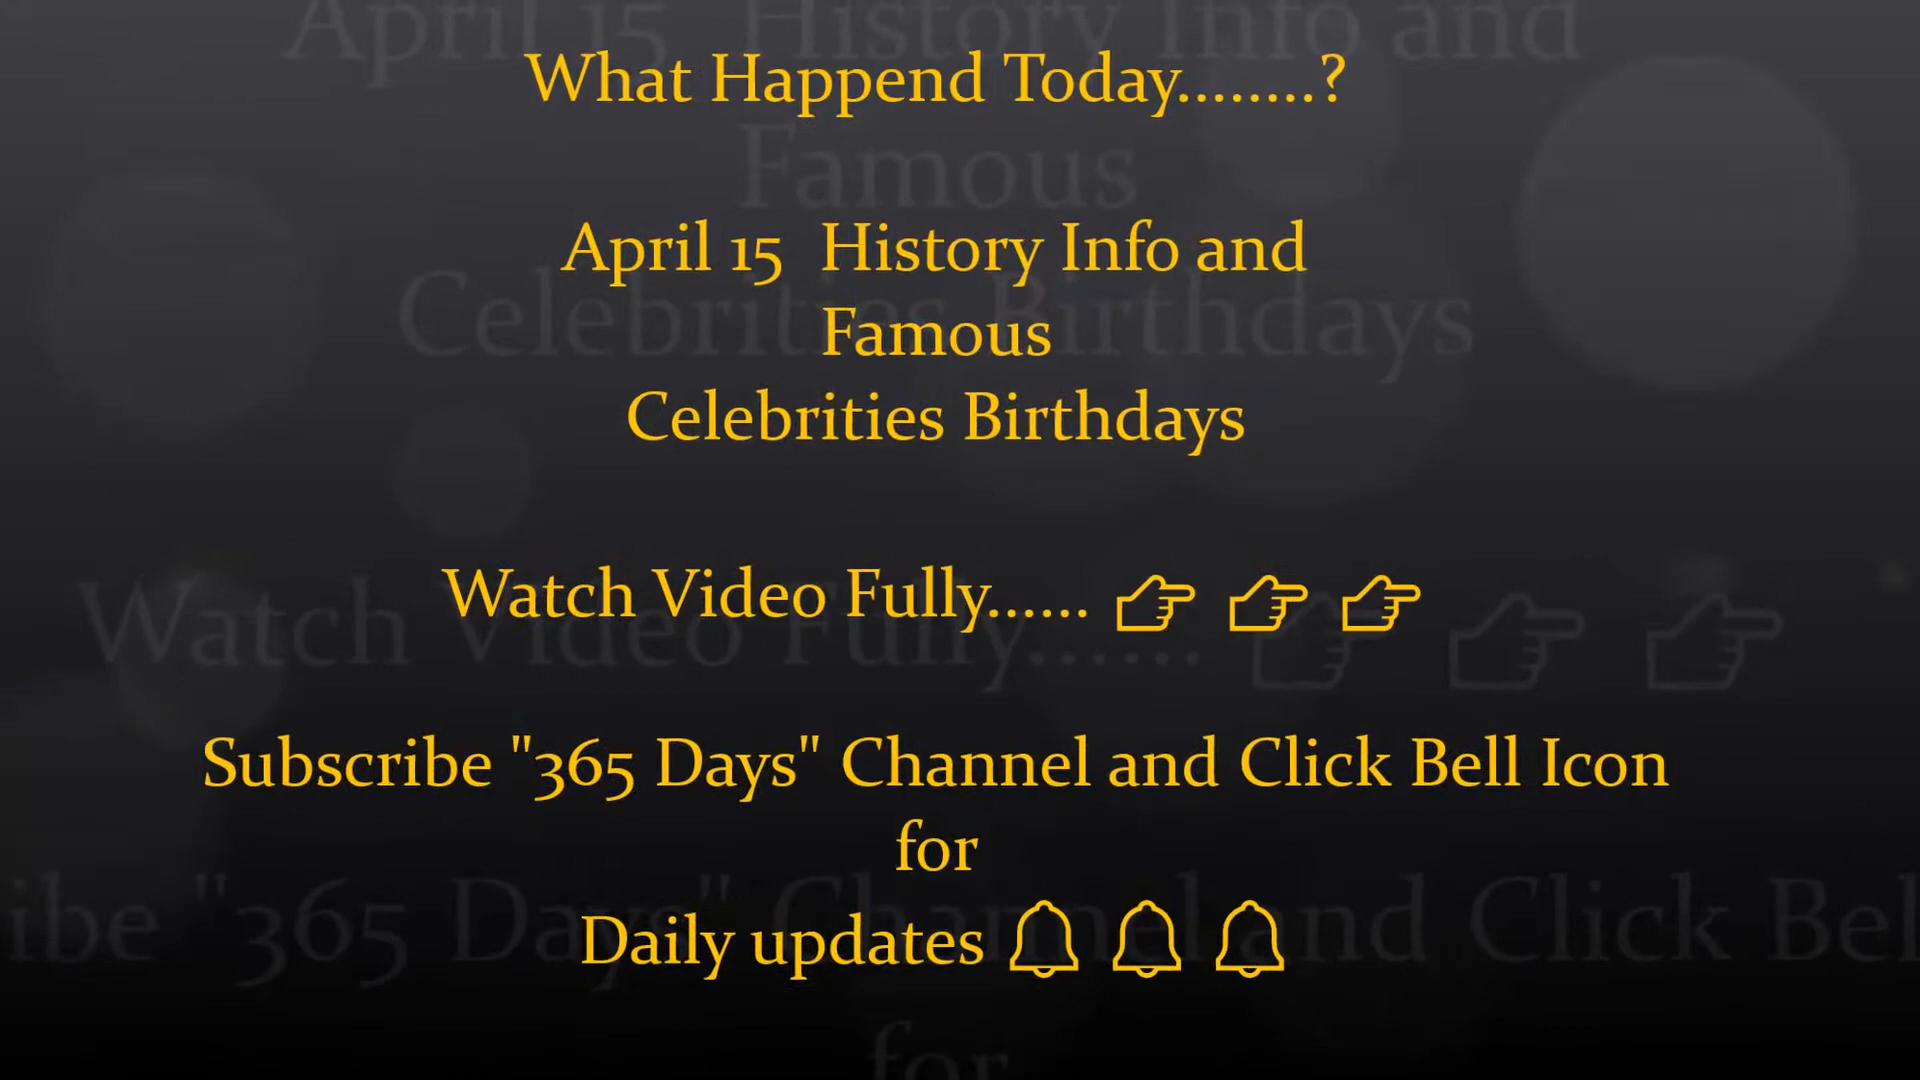 What Happend Today........?
April 15  History Info and
Famous
Celebrities Birthdays
Watch Video Fully...... 👉 👉 👉
Subscribe "365 Days" Channel and Click Bell Icon
for
Daily updates 🔔 🔔 🔔